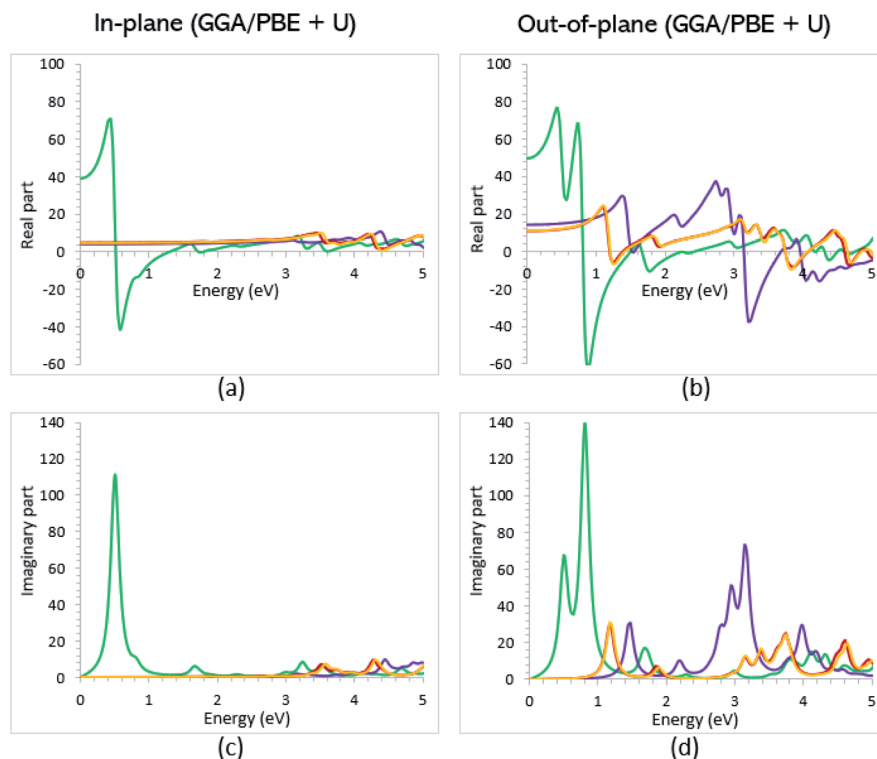 In-plane (GGA/PBE + U)
Out-of-plane (GGA/PBE + U)
100
80
60
40
20
0
-20
-40
-60
Real part
0 1 2 3 4 5
Energy (eV)
(a)
100
80
60
40
20
0
-20
-40
-60
Real part
0 1 2 3 4 5
Energy (eV)
(b)
140
120
100
80
60
40
20
0
Imaginary part
0 1 2 3 4 5
Energy (eV)
(c)
140
120
100
80
60
40
20
0
Imaginary part
0 1 2 3 4 5
Energy (eV)
(d)